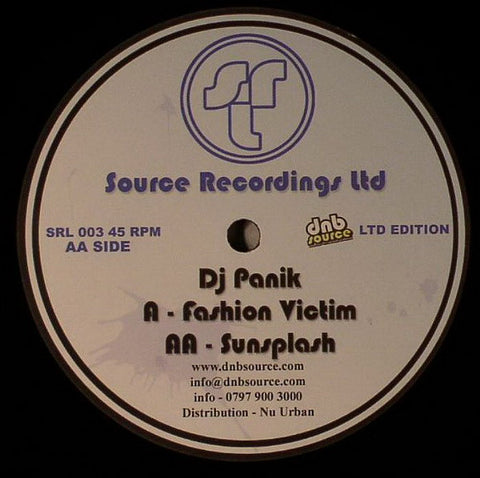 srl
Source Recordings Ltd
SRL 003 45 RPM
AA SIDE
dnb
source
LTD EDITION
Dj Panik
A - Fashion Victim
AA - Sunsplash
www.dnbsource.com
info@dnbsource.com
info - 0797 900 3000
Distribution - Nu Urban